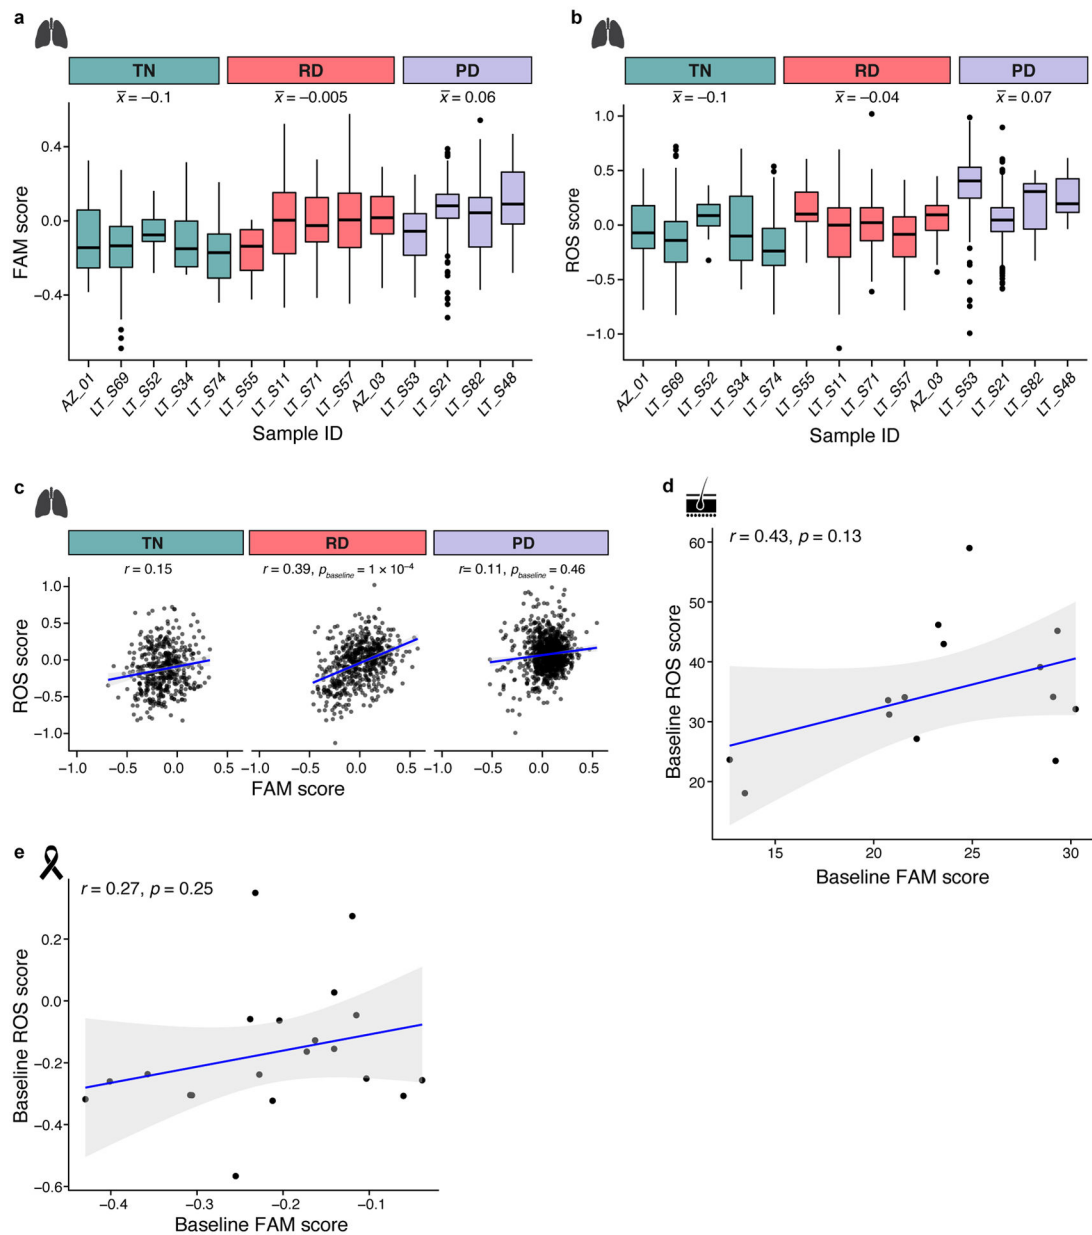 a
TN RD PD
x̄ = –0.1 x̄ = –0.005 x̄ = 0.06
FAM score
0.4
0.0
–0.4
AZ_01 LT_S69 LT_S52 LT_S34 LT_S74 LT_S55 LT_S11 LT_S71 LT_S57 AZ_03 LT_S53 LT_S21 LT_S82 LT_S48
Sample ID
b
TN RD PD
x̄ = –0.1 x̄ = –0.04 x̄ = 0.07
ROS score
1.0
0.5
0.0
–0.5
–1.0
AZ_01 LT_S69 LT_S52 LT_S34 LT_S74 LT_S55 LT_S11 LT_S71 LT_S57 AZ_03 LT_S53 LT_S21 LT_S82 LT_S48
Sample ID
c
TN RD PD
r = 0.15 r = 0.39, p_baseline = 1 × 10⁻⁴ r= 0.11, p_baseline = 0.46
ROS score
1.0
0.5
0.0
–0.5
–1.0
–1.0 –0.5 0.0 0.5 –1.0 –0.5 0.0 0.5 –1.0 –0.5 0.0 0.5
FAM score
d
r = 0.43, p = 0.13
Baseline ROS score
60
50
40
30
20
15 20 25 30
Baseline FAM score
e
r = 0.27, p = 0.25
Baseline ROS score
0.2
0.0
–0.2
–0.4
–0.6
–0.4 –0.3 –0.2 –0.1
Baseline FAM score